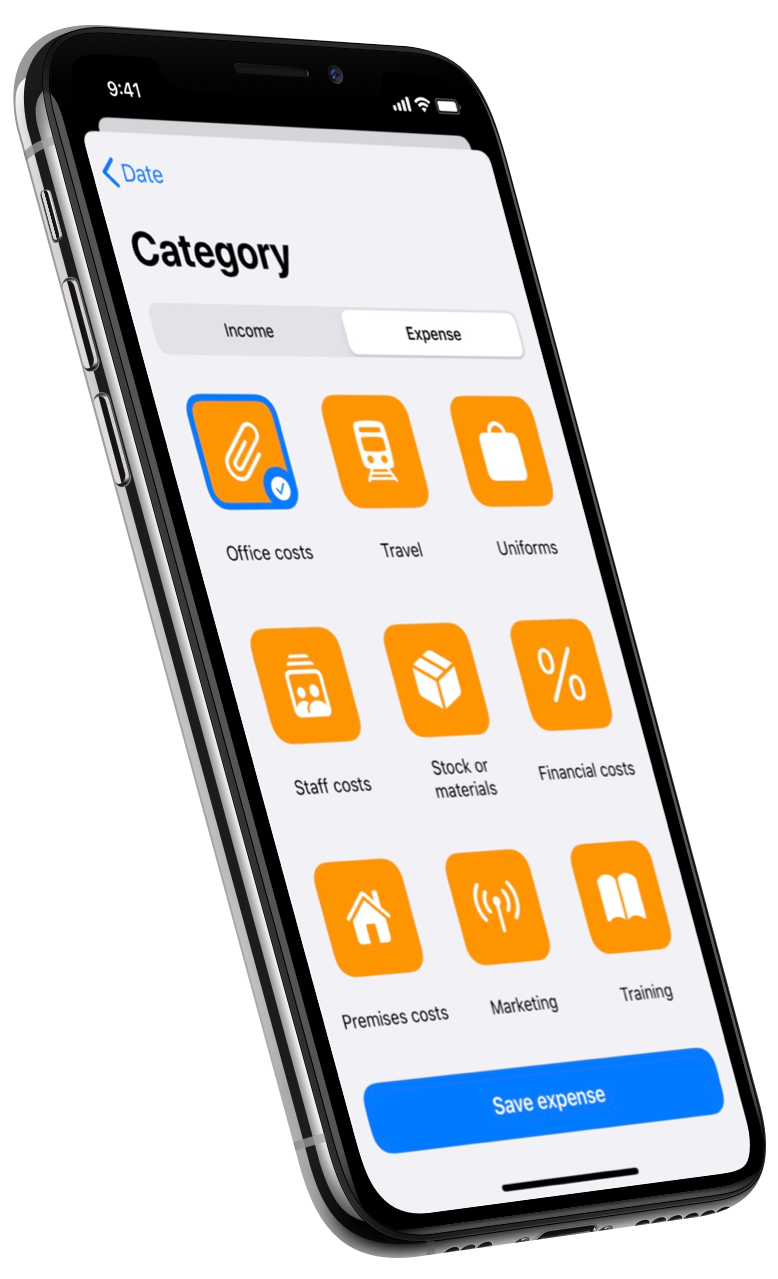 9:41
Date
Category
Income
Expense
Office costs
Travel
Uniforms
Staff costs
Stock or
materials
Financial costs
Premises costs
Marketing
Training
Save expense